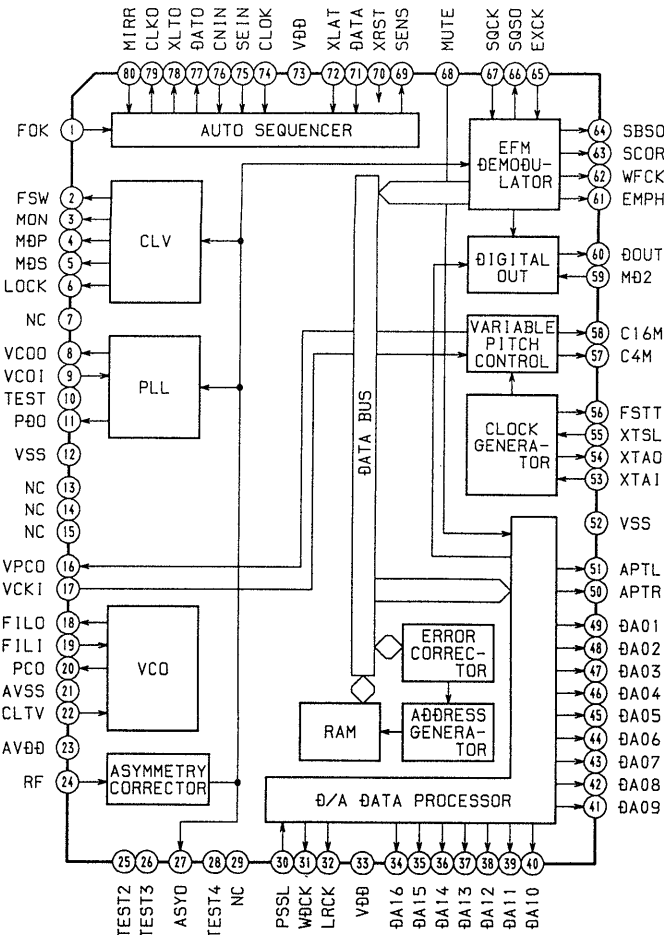 MIRR
CLKO
XLTO
DATO
CNIN
SEIN
CLOK
VDD
XLAT
DATA
XRST
SENS
MUTE
SQCK
SQSO
EXCK
80
79
78
77
76
75
74
73
72
71
70
69
68
67
66
65
FOK 1
AUTO SEQUENCER
EFM
DEMODU-
LATOR
64 SBSO
63 SCOR
62 WFCK
61 EMPH
FSW 2
MON 3
MDP 4
MDS 5
LOCK 6
CLV
DIGITAL
OUT
60 DOUT
59 MD2
NC 7
VCOO 8
VCOI 9
TEST 10
PDO 11
PLL
DATA BUS
VARIABLE
PITCH
CONTROL
58 C16M
57 C4M
CLOCK
GENERA-
TOR
56 FSTT
55 XTSL
54 XTAO
53 XTAI
VSS 12
NC 13
NC 14
NC 15
52 VSS
VPCO 16
VCKI 17
51 APTL
50 APTR
FILO 18
FILI 19
PCO 20
AVSS 21
CLTV 22
VCO
ERROR
CORREC-
TOR
RAM
ADDRESS
GENERA-
TOR
49 DA01
48 DA02
47 DA03
46 DA04
45 DA05
44 DA06
43 DA07
42 DA08
41 DA09
AVDD 23
RF 24
ASYMMETRY
CORRECTOR
D/A DATA PROCESSOR
25
26
27
28
29
30
31
32
33
34
35
36
37
38
39
40
TEST2
TEST3
ASYO
TEST4
NC
PSSL
WDCK
LRCK
VDD
DA16
DA15
DA14
DA13
DA12
DA11
DA10